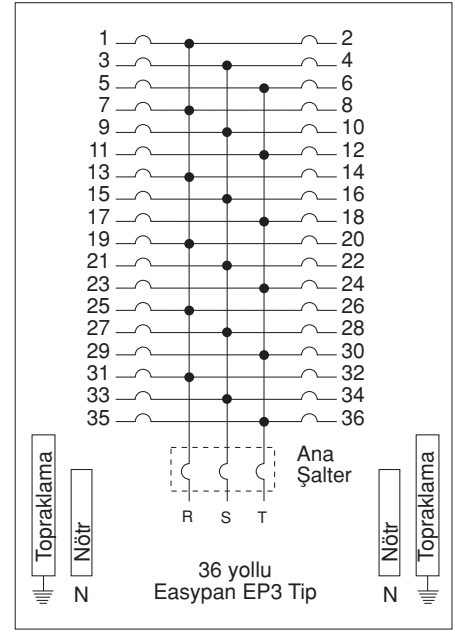 1 2
3 4
5 6
7 8
9 10
11 12
13 14
15 16
17 18
19 20
21 22
23 24
25 26
27 28
29 30
31 32
33 34
35 36
Ana
Şalter
R S T
Topraklama
Nötr
N
36 yollu
Easypan EP3 Tip
Nötr
N
Topraklama